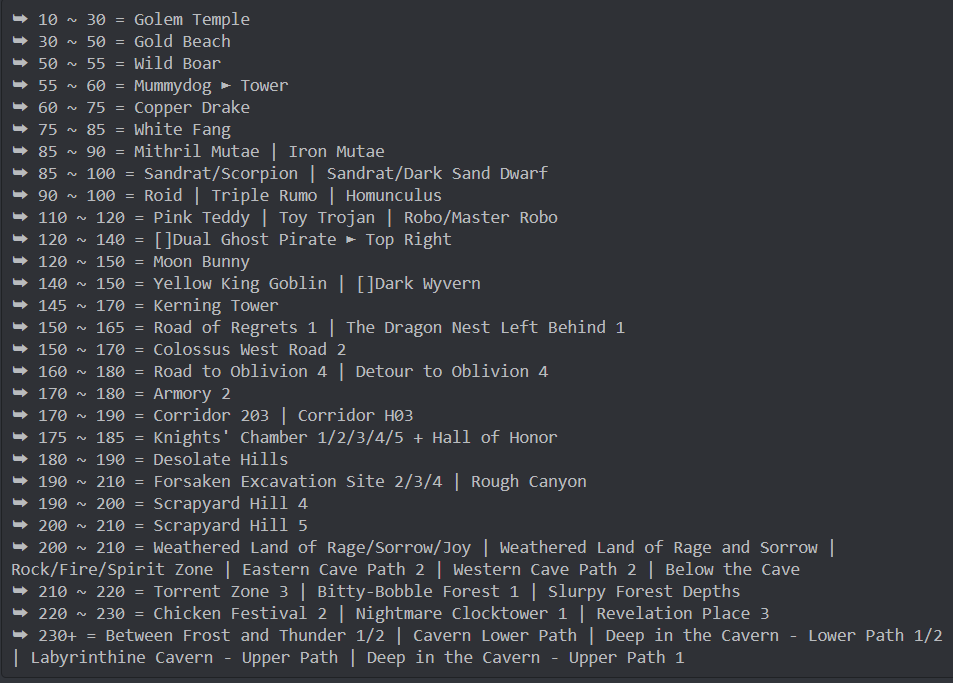 ➥ 10 ~ 30 = Golem Temple
➥ 30 ~ 50 = Gold Beach
➥ 50 ~ 55 = Wild Boar
➥ 55 ~ 60 = Mummydog ► Tower
➥ 60 ~ 75 = Copper Drake
➥ 75 ~ 85 = White Fang
➥ 85 ~ 90 = Mithril Mutae | Iron Mutae
➥ 85 ~ 100 = Sandrat/Scorpion | Sandrat/Dark Sand Dwarf
➥ 90 ~ 100 = Roid | Triple Rumo | Homunculus
➥ 110 ~ 120 = Pink Teddy | Toy Trojan | Robo/Master Robo
➥ 120 ~ 140 = []Dual Ghost Pirate ► Top Right
➥ 120 ~ 150 = Moon Bunny
➥ 140 ~ 150 = Yellow King Goblin | []Dark Wyvern
➥ 145 ~ 170 = Kerning Tower
➥ 150 ~ 165 = Road of Regrets 1 | The Dragon Nest Left Behind 1
➥ 150 ~ 170 = Colossus West Road 2
➥ 160 ~ 180 = Road to Oblivion 4 | Detour to Oblivion 4
➥ 170 ~ 180 = Armory 2
➥ 170 ~ 190 = Corridor 203 | Corridor H03
➥ 175 ~ 185 = Knights' Chamber 1/2/3/4/5 + Hall of Honor
➥ 180 ~ 190 = Desolate Hills
➥ 190 ~ 210 = Forsaken Excavation Site 2/3/4 | Rough Canyon
➥ 190 ~ 200 = Scrapyard Hill 4
➥ 200 ~ 210 = Scrapyard Hill 5
➥ 200 ~ 210 = Weathered Land of Rage/Sorrow/Joy | Weathered Land of Rage and Sorrow |
Rock/Fire/Spirit Zone | Eastern Cave Path 2 | Western Cave Path 2 | Below the Cave
➥ 210 ~ 220 = Torrent Zone 3 | Bitty-Bobble Forest 1 | Slurpy Forest Depths
➥ 220 ~ 230 = Chicken Festival 2 | Nightmare Clocktower 1 | Revelation Place 3
➥ 230+ = Between Frost and Thunder 1/2 | Cavern Lower Path | Deep in the Cavern - Lower Path 1/2
| Labyrinthine Cavern - Upper Path | Deep in the Cavern - Upper Path 1